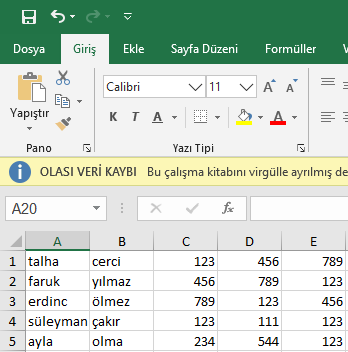 Dosya Giriş Ekle Sayfa Düzeni Formüller
Yapıştır
Calibri 11 A A
K T A A
Pano Yazı Tipi
OLASI VERİ KAYBI Bu çalışma kitabını virgülle ayrılmış de
A20 fx
A B C D E
1 talha cerci 123 456 789
2 faruk yılmaz 456 789 123
3 erdinc ölmez 789 123 456
4 süleyman çakır 123 111 123
5 ayla olma 234 544 123